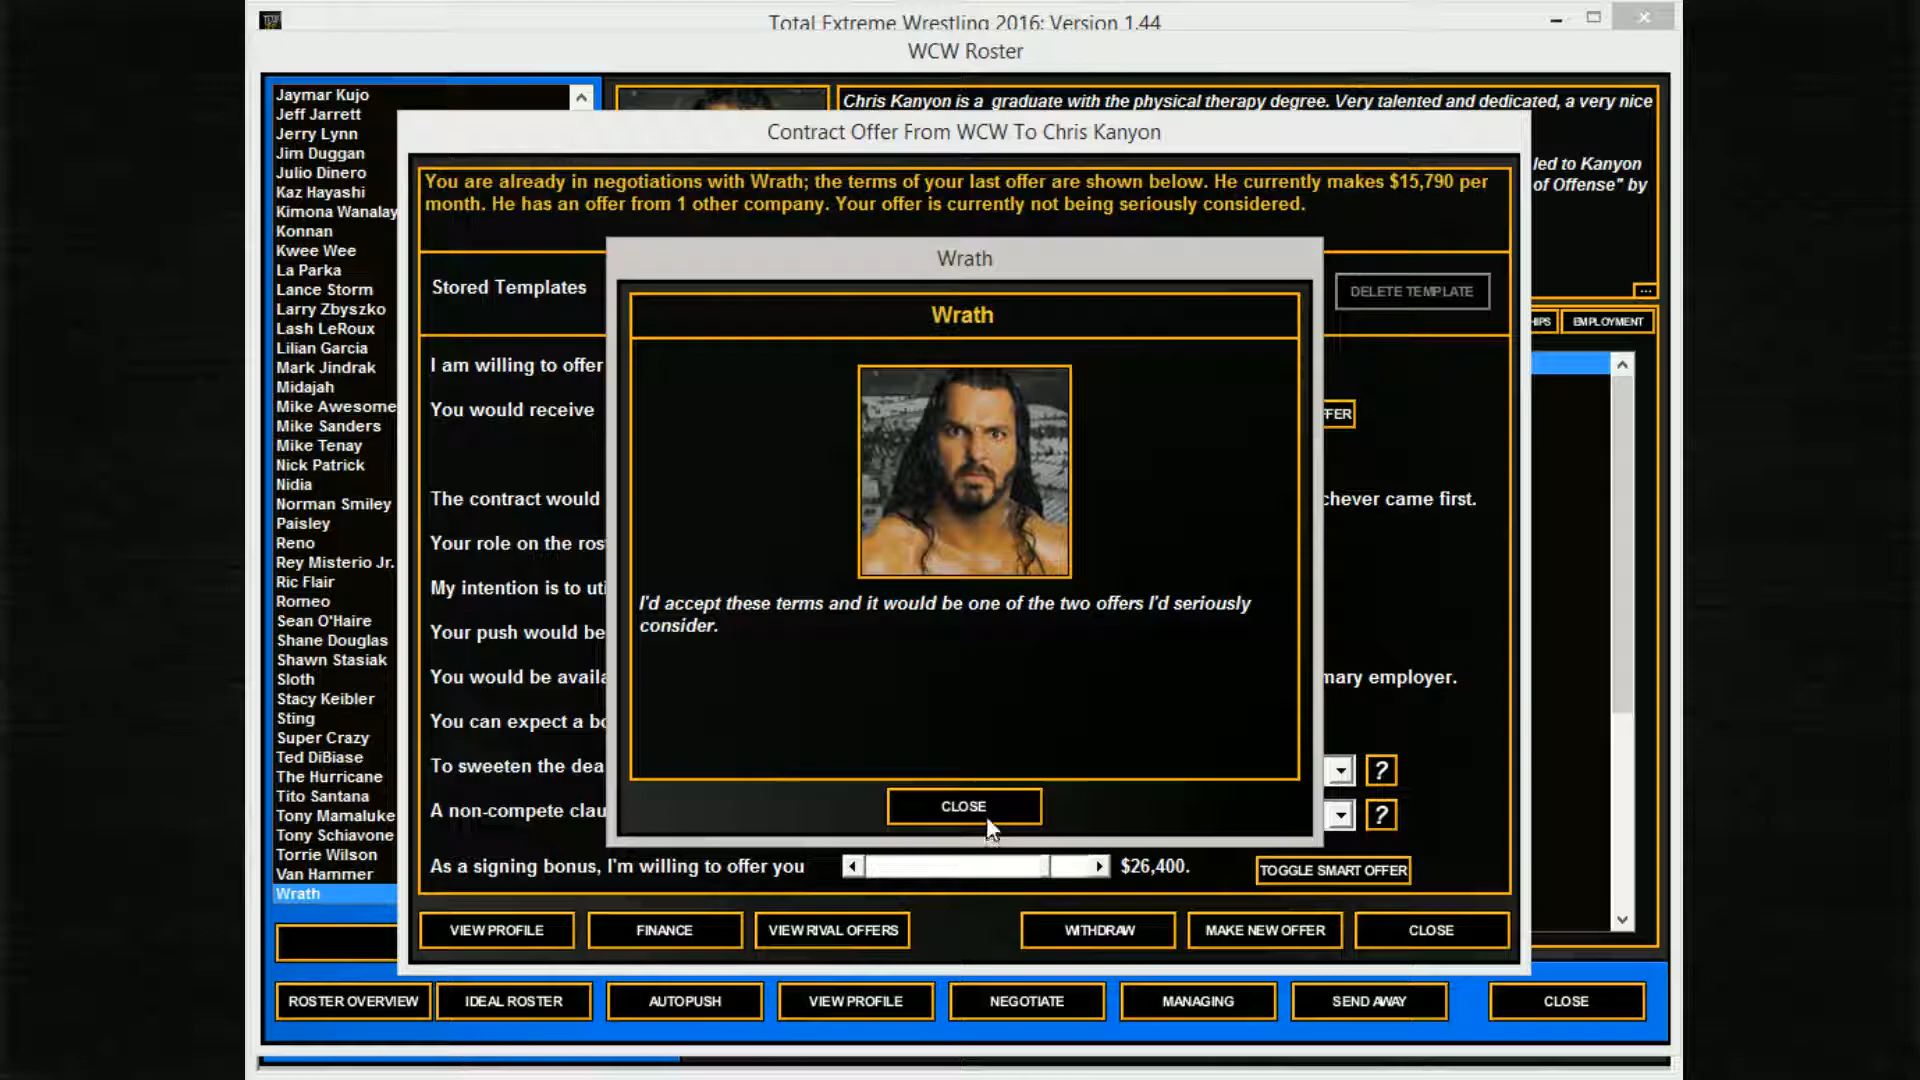 Total Extreme Wrestling 2016: Version 1.44
WCW Roster
Jaymar Kujo
Jeff Jarrett
Jerry Lynn
Jim Duggan
Julio Dinero
Kaz Hayashi
Kimona Wanalay
Konnan
Kwee Wee
La Parka
Lance Storm
Larry Zbyszko
Lash LeRoux
Lilian Garcia
Mark Jindrak
Midajah
Mike Awesome
Mike Sanders
Mike Tenay
Nick Patrick
Nidia
Norman Smiley
Paisley
Reno
Rey Misterio Jr.
Ric Flair
Romeo
Sean O'Haire
Shane Douglas
Shawn Stasiak
Sloth
Stacy Keibler
Sting
Super Crazy
Ted DiBiase
The Hurricane
Tito Santana
Tony Mamaluke
Tony Schiavone
Torrie Wilson
Van Hammer
Wrath
Chris Kanyon is a graduate with the physical therapy degree. Very talented and dedicated, a very nice
led to Kanyon
of Offense" by
...
HIPS
EMPLOYMENT
Contract Offer From WCW To Chris Kanyon
You are already in negotiations with Wrath; the terms of your last offer are shown below. He currently makes $15,790 per
month. He has an offer from 1 other company. Your offer is currently not being seriously considered.
Stored Templates
DELETE TEMPLATE
I am willing to offer
You would receive
FFER
The contract would
chever came first.
Your role on the ros
My intention is to uti
Your push would be
You would be availa
mary employer.
You can expect a bo
To sweeten the dea
?
A non-compete clau
?
As a signing bonus, I'm willing to offer you
$26,400.
TOGGLE SMART OFFER
VIEW PROFILE
FINANCE
VIEW RIVAL OFFERS
WITHDRAW
MAKE NEW OFFER
CLOSE
Wrath
Wrath
I'd accept these terms and it would be one of the two offers I'd seriously
consider.
CLOSE
ROSTER OVERVIEW
IDEAL ROSTER
AUTOPUSH
VIEW PROFILE
NEGOTIATE
MANAGING
SEND AWAY
CLOSE